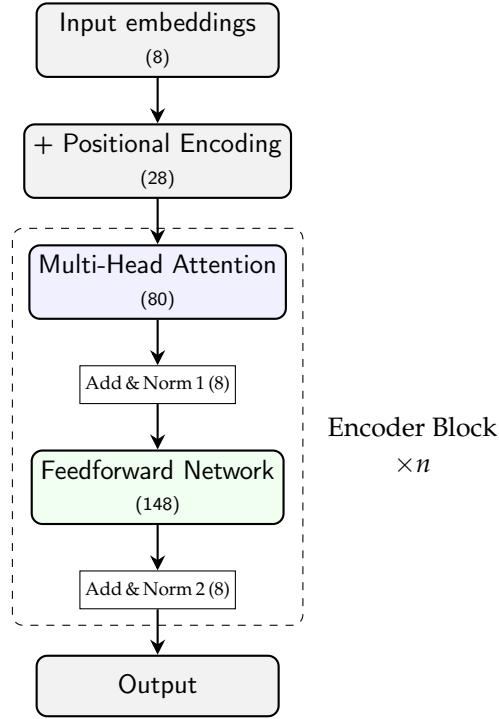 Input embeddings
(8)
+ Positional Encoding
(28)
Multi-Head Attention
(80)
Add & Norm 1 (8)
Encoder Block
×n
Feedforward Network
(148)
Add & Norm 2 (8)
Output